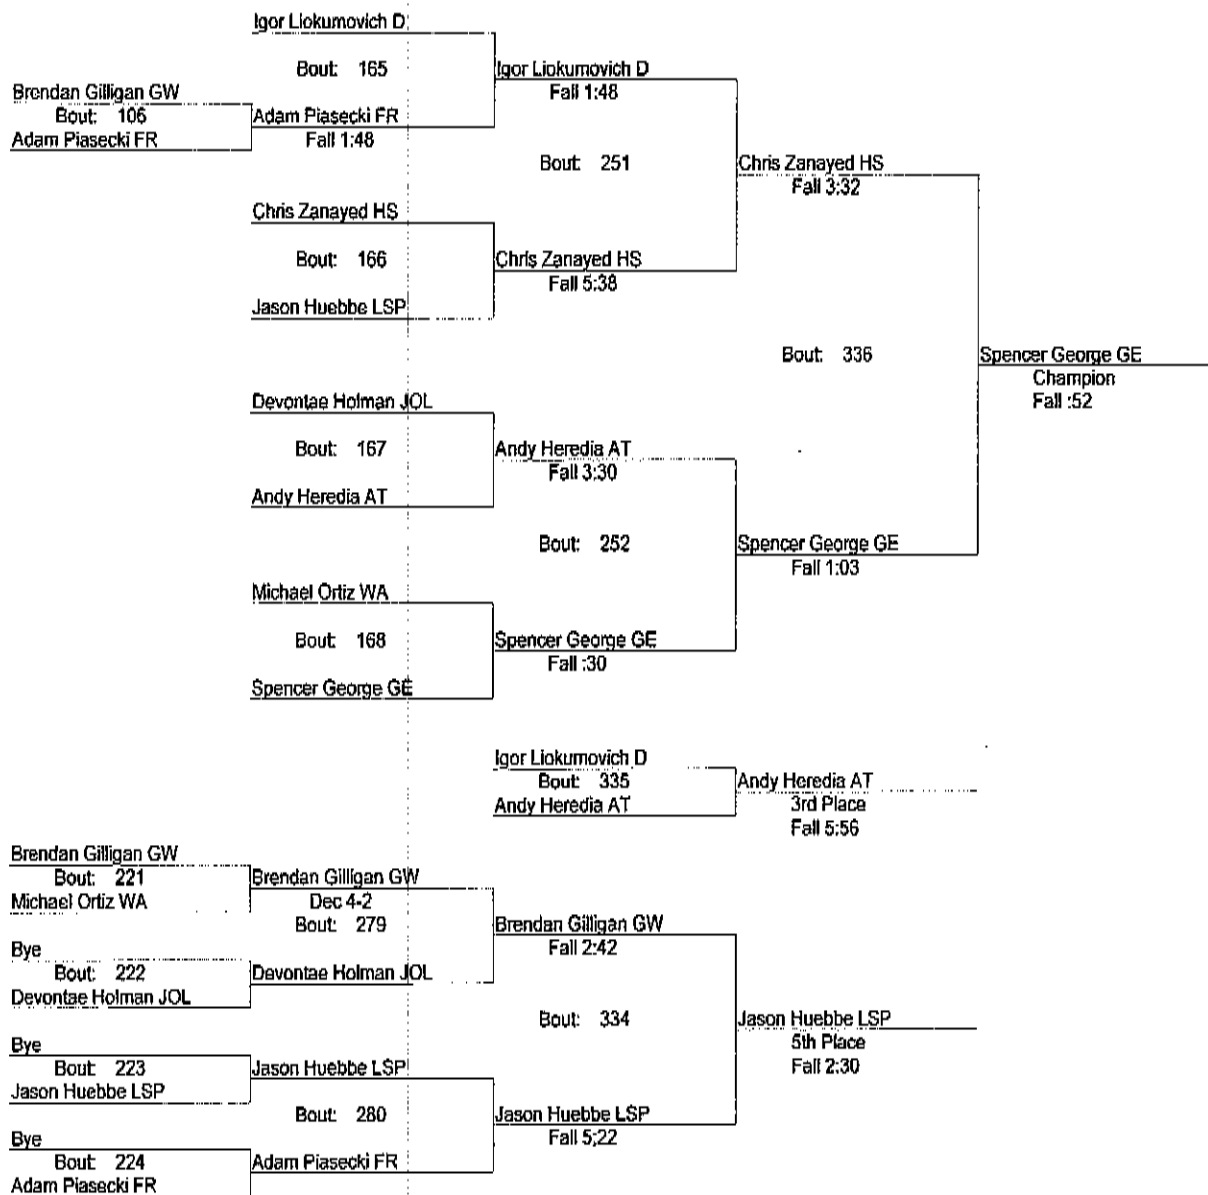 Igor Liokumovich D
Bout: 165
Igor Liokumovich D
Fall 1:48
Brendan Gilligan GW
Bout: 106
Adam Piasecki FR
Adam Piasecki FR
Fall 1:48
Bout: 251
Chris Zanayed HS
Fall 3:32
Chris Zanayed HS
Bout: 166
Chris Zanayed HS
Fall 5:38
Jason Huebbe LSP
Bout: 336
Spencer George GE
Champion
Fall :52
Devontae Holman JOL
Bout: 167
Andy Heredia AT
Fall 3:30
Andy Heredia AT
Bout: 252
Spencer George GE
Fall 1:03
Michael Ortiz WA
Bout: 168
Spencer George GE
Fall :30
Spencer George GE
Igor Liokumovich D
Bout: 335
Andy Heredia AT
Andy Heredia AT
3rd Place
Fall 5:56
Brendan Gilligan GW
Bout: 221
Michael Ortiz WA
Brendan Gilligan GW
Dec 4-2
Bout: 279
Brendan Gilligan GW
Fall 2:42
Bye
Bout: 222
Devontae Holman JOL
Devontae Holman JOL
Bout: 334
Jason Huebbe LSP
5th Place
Fall 2:30
Bye
Bout: 223
Jason Huebbe LSP
Jason Huebbe LSP
Bout: 280
Jason Huebbe LSP
Fall 5:22
Bye
Bout: 224
Adam Piasecki FR
Adam Piasecki FR